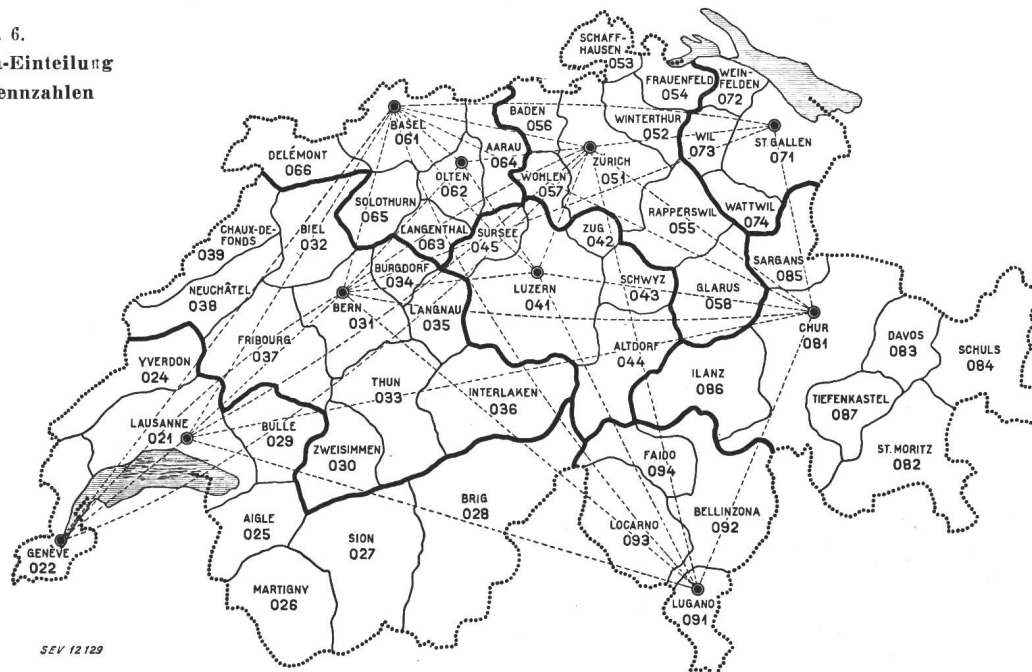 . 6.
-Einteilung
ennzahlen
SCHAFF-
HAUSEN
053
FRAUENFELD
054
WEIN-
FELDEN
072
BASEL
061
BADEN
056
WINTERTHUR
052
WIL
073
ST. GALLEN
071
DELÉMONT
066
OLTEN
062
AARAU
064
WOHLEN
057
ZÜRICH
051
WATTWIL
074
SOLOTHURN
065
RAPPERSWIL
055
CHAUX-DE-
FONDS
039
BIEL
032
LANGENTHAL
063
SURSEE
045
ZUG
042
SARGANS
085
NEUCHÂTEL
038
BURGDORF
034
BERN
031
LANGNAU
035
LUZERN
041
SCHWYZ
043
GLARUS
058
CHUR
081
YVERDON
024
FRIBOURG
037
ALTDORF
044
DAVOS
083
SCHULS
084
THUN
033
INTERLAKEN
036
ILANZ
086
TIEFENKASTEL
087
LAUSANNE
021
BULLE
029
ZWEISIMMEN
030
FAIDO
094
ST. MORITZ
082
AIGLE
025
BRIG
028
LOCARNO
093
BELLINZONA
092
GENÈVE
022
SION
027
MARTIGNY
026
LUGANO
091
SEV 12129